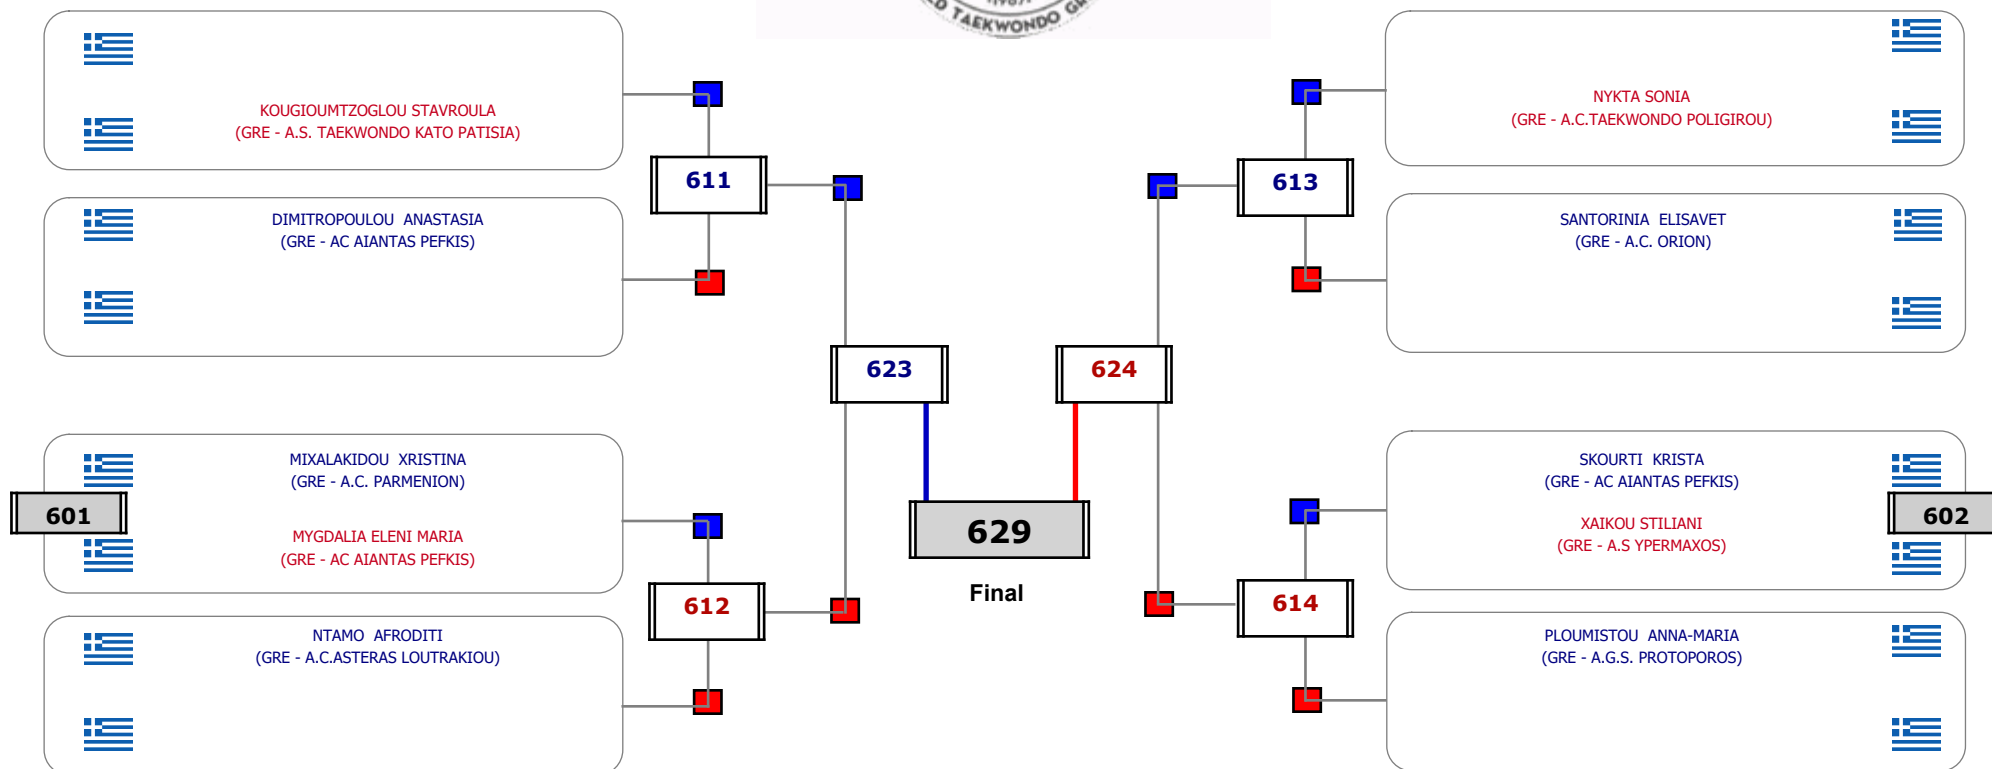 TAEKWONDO
KOUGIOUMTZOGLOU STAVROULA
(GRE - A.S. TAEKWONDO KATO PATISIA)
611
DIMITROPOULOU ANASTASIA
(GRE - AC AIANTAS PEFKIS)
623
MIXALAKIDOU XRISTINA
(GRE - A.C. PARMENION)
601
MYGDALIA ELENI MARIA
(GRE - AC AIANTAS PEFKIS)
612
NTAMO AFRODITI
(GRE - A.C.ASTERAS LOUTRAKIOU)
629
Final
NYKTA SONIA
(GRE - A.C.TAEKWONDO POLIGIROU)
613
SANTORINIA ELISAVET
(GRE - A.C. ORION)
624
SKOURTI KRISTA
(GRE - AC AIANTAS PEFKIS)
602
XAIKOU STILIANI
(GRE - A.S YPERMAXOS)
614
PLOUMISTOU ANNA-MARIA
(GRE - A.G.S. PROTOPOROS)